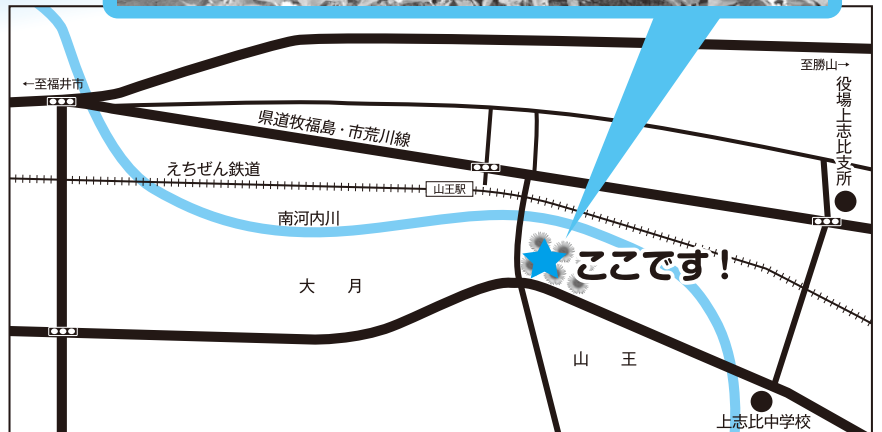 至勝山→
←至福井市
役場上志比支所
県道牧福島・市荒川線
えちぜん鉄道
山王駅
南河内川
ここです！
大月
山王
上志比中学校